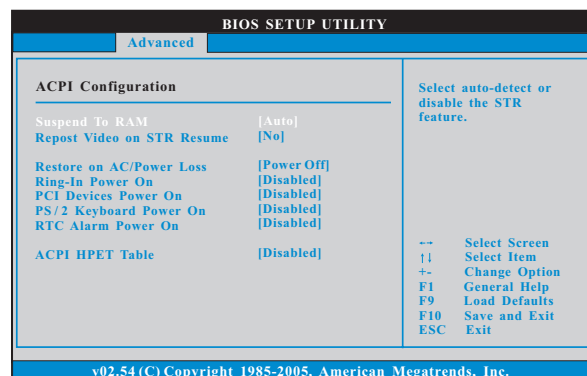 BIOS SETUP UTILITY
Advanced
ACPI Configuration
Suspend To RAM [Auto]
Repost Video on STR Resume [No]
Restore on AC/Power Loss [Power Off]
Ring-In Power On [Disabled]
PCI Devices Power On [Disabled]
PS/2 Keyboard Power On [Disabled]
RTC Alarm Power On [Disabled]
ACPI HPET Table [Disabled]
Select auto-detect or
disable the STR
feature.
←→ Select Screen
↑↓ Select Item
+- Change Option
F1 General Help
F9 Load Defaults
F10 Save and Exit
ESC Exit
v02.54 (C) Copyright 1985-2005, American Megatrends, Inc.